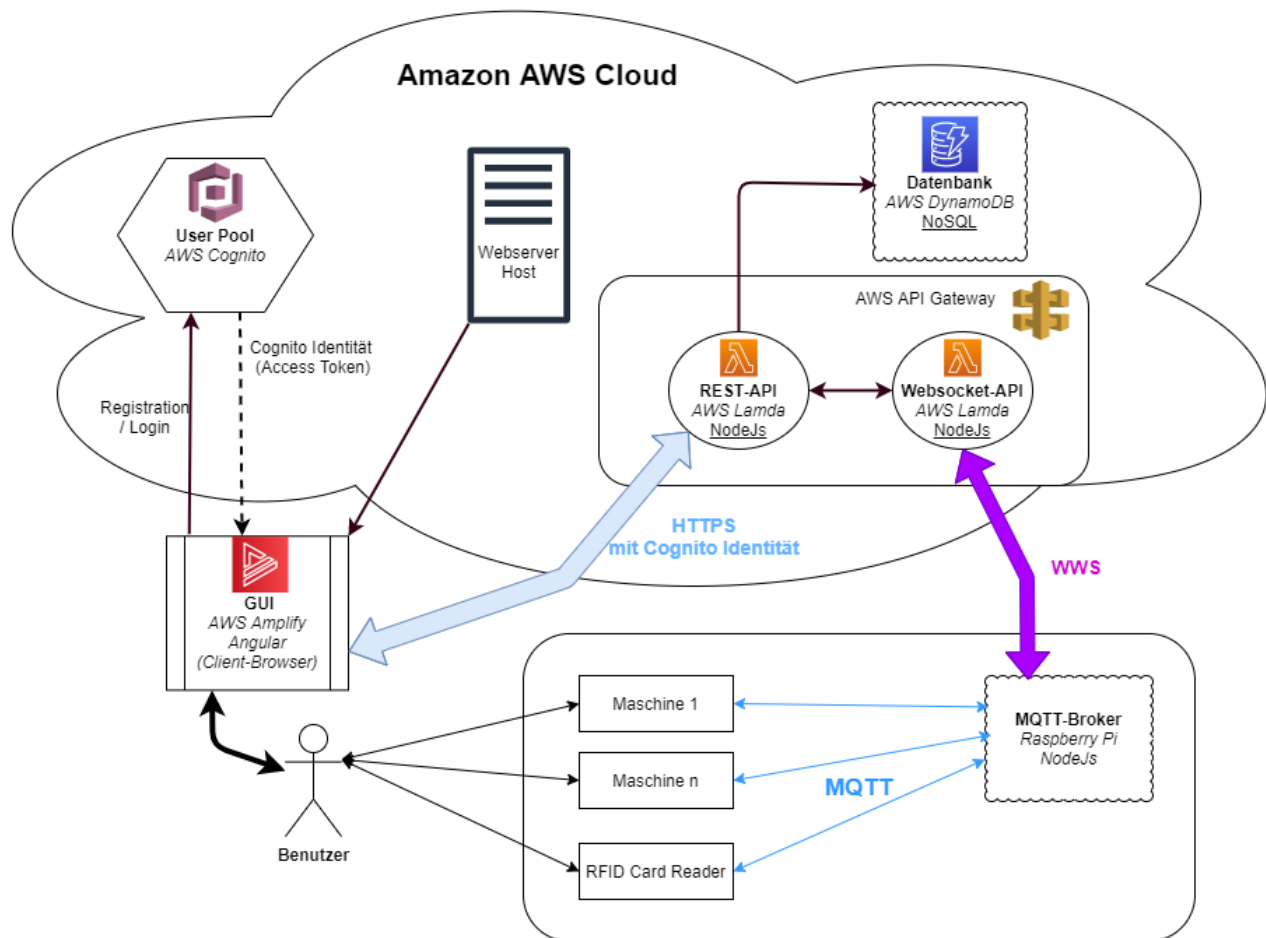 Amazon AWS Cloud
User Pool
AWS Cognito
Webserver
Host
Datenbank
AWS DynamoDB
NoSQL
AWS API Gateway
Cognito Identität
(Access Token)
Registration
/ Login
REST-API
AWS Lamda
NodeJs
Websocket-API
AWS Lamda
NodeJs
HTTPS
mit Cognito Identität
WWS
GUI
AWS Amplify
Angular
(Client-Browser)
Maschine 1
Maschine n
RFID Card Reader
MQTT
MQTT-Broker
Raspberry Pi
NodeJs
Benutzer